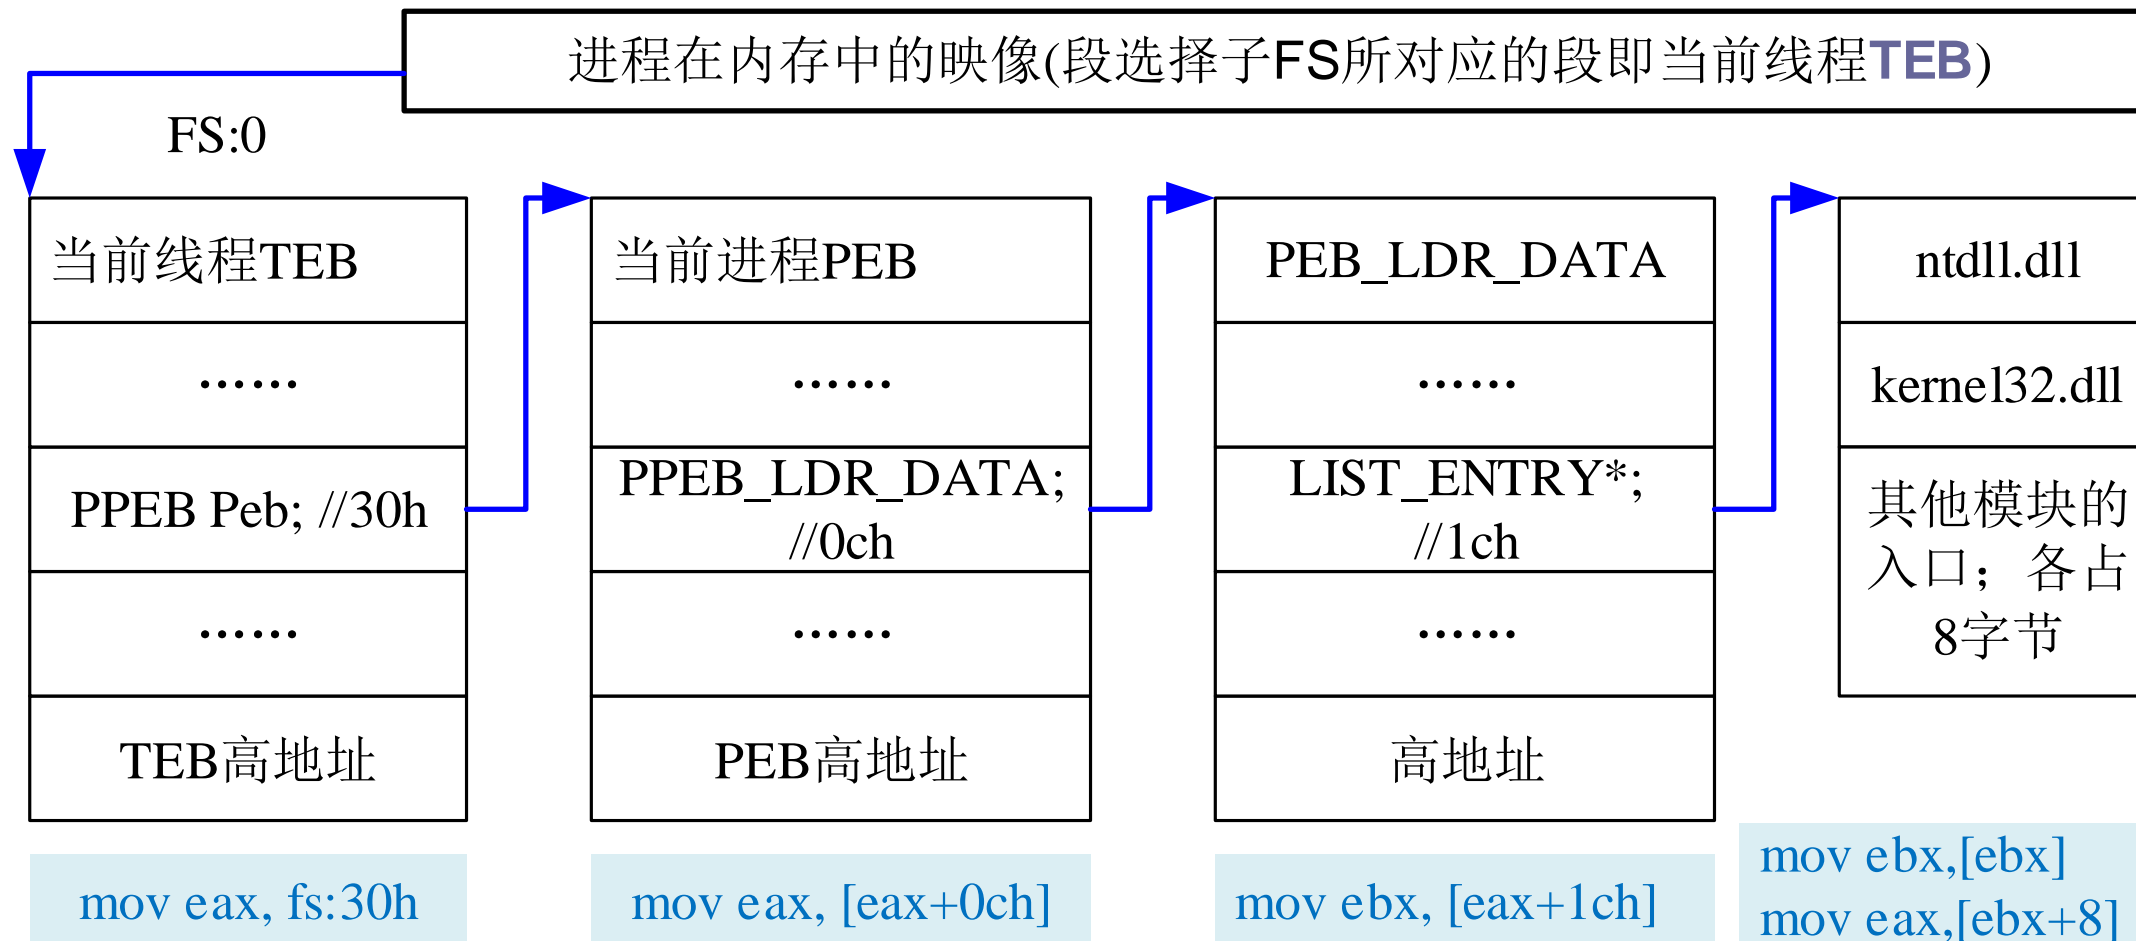 进程在内存中的映像(段选择子FS所对应的段即当前线程TEB)
FS:0
当前线程TEB
……
PPEB Peb; //30h
……
TEB高地址
mov eax, fs:30h
当前进程PEB
……
PPEB_LDR_DATA;
//0ch
……
PEB高地址
mov eax, [eax+0ch]
PEB_LDR_DATA
……
LIST_ENTRY*;
//1ch
……
高地址
mov ebx, [eax+1ch]
ntdll.dll
kernel32.dll
其他模块的
入口；各占
8字节
mov ebx,[ebx]
mov eax,[ebx+8]